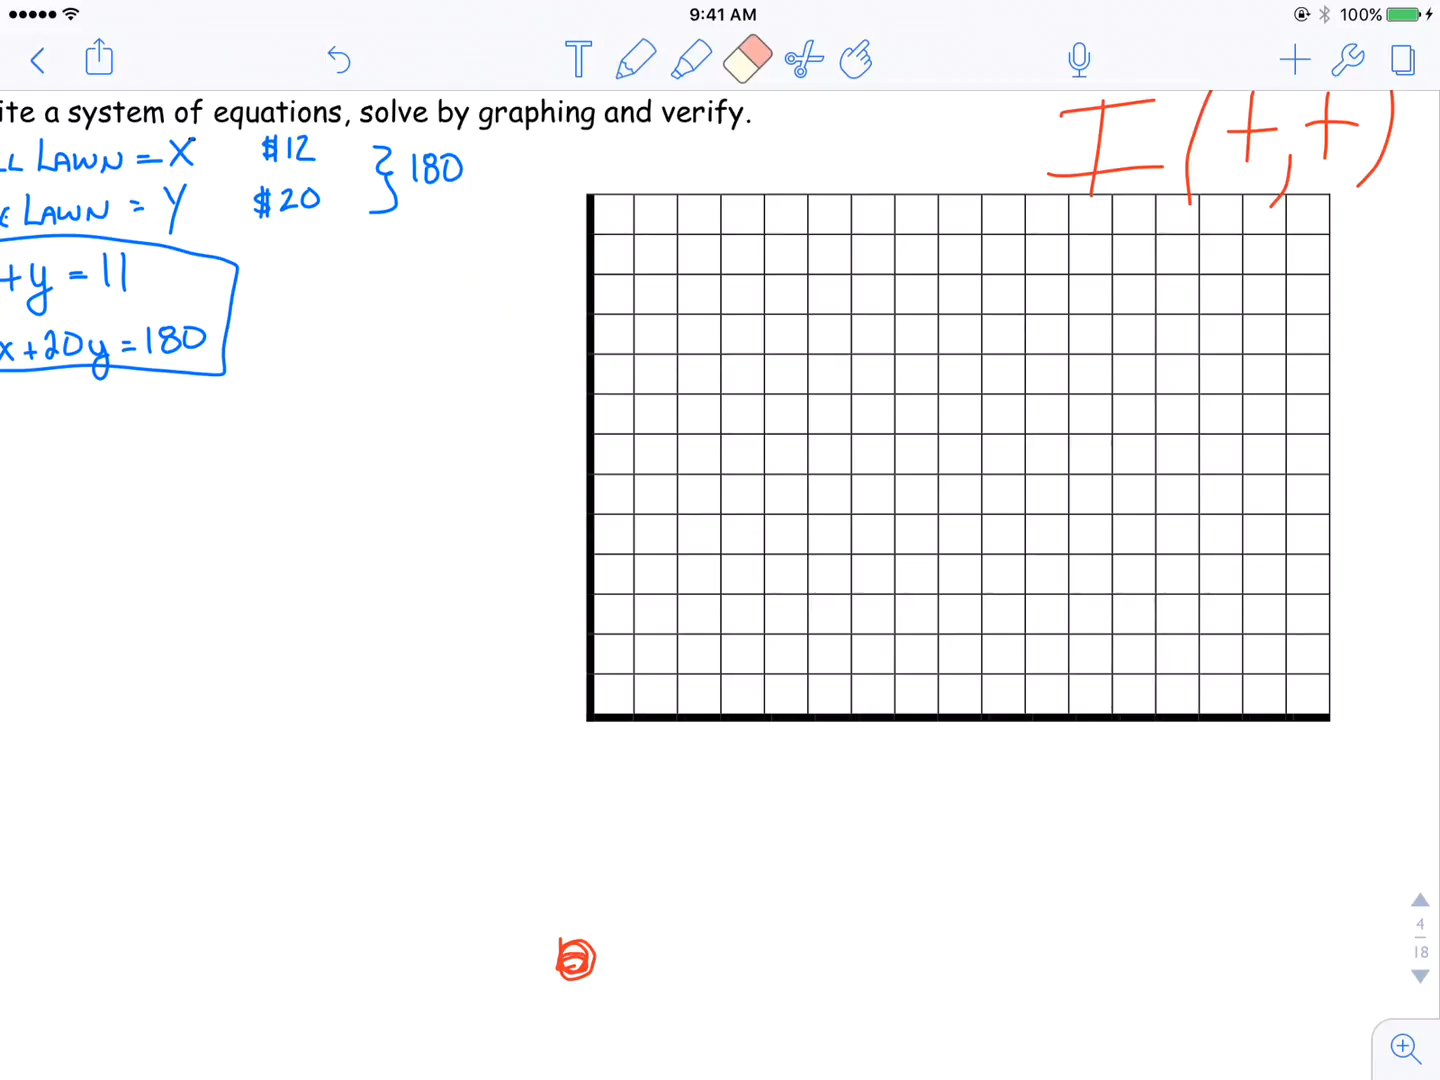 9:41 AM
100%
T
ite a system of equations, solve by graphing and verify.
I (+,+)
LL LAWN = X $12 } 180
E LAWN = Y $20
+y = 11
x+20y=180
4
18